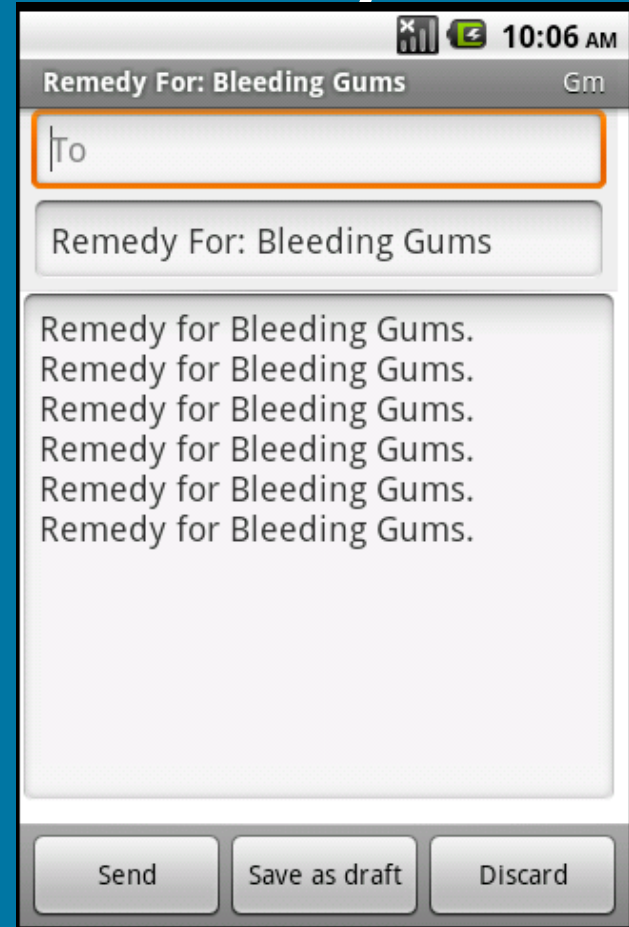 10:06 AM
Remedy For: Bleeding Gums Gm
To
Remedy For: Bleeding Gums
Remedy for Bleeding Gums.
Remedy for Bleeding Gums.
Remedy for Bleeding Gums.
Remedy for Bleeding Gums.
Remedy for Bleeding Gums.
Remedy for Bleeding Gums.
Send Save as draft Discard